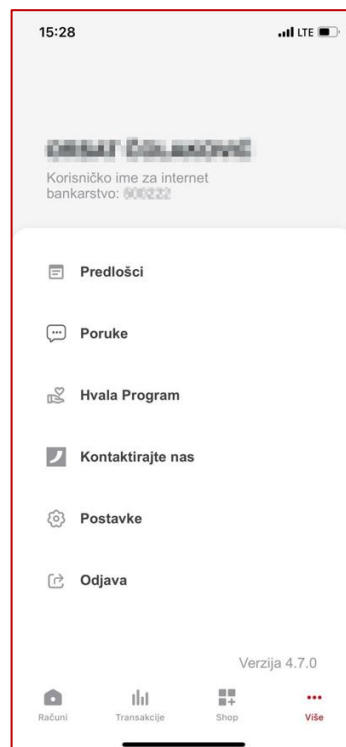 15:28
LTE
Korisničko ime za internet
bankarstvo:
Predlošci
Poruke
Hvala Program
Kontaktirajte nas
Postavke
Odjava
Verzija 4.7.0
Računi Transakcije Shop Više